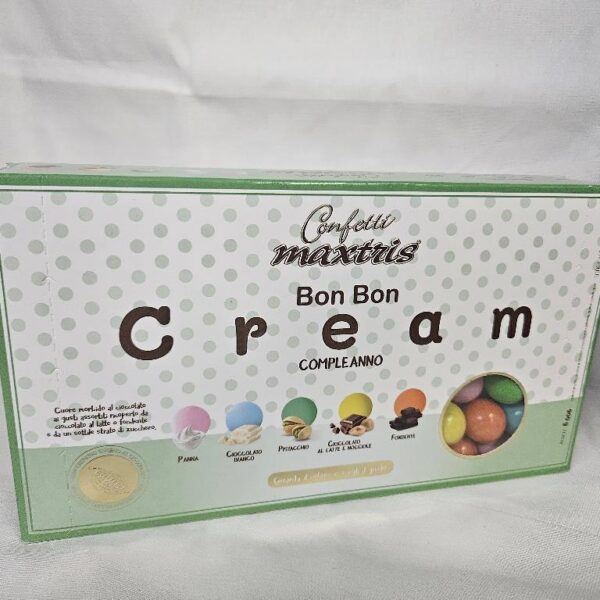 Confetti
maxtris
Bon Bon
Cream
COMPLEANNO
Cuore morbido al cioccolato
ai gusti assortiti ricoperto da
cioccolato al latte o fondente
e da un sottile strato di zucchero.
PANNA
CIOCCOLATO
BIANCO
PISTACCHIO
CIOCCOLATO
AL LATTE E NOCCIOLE
FONDENTE